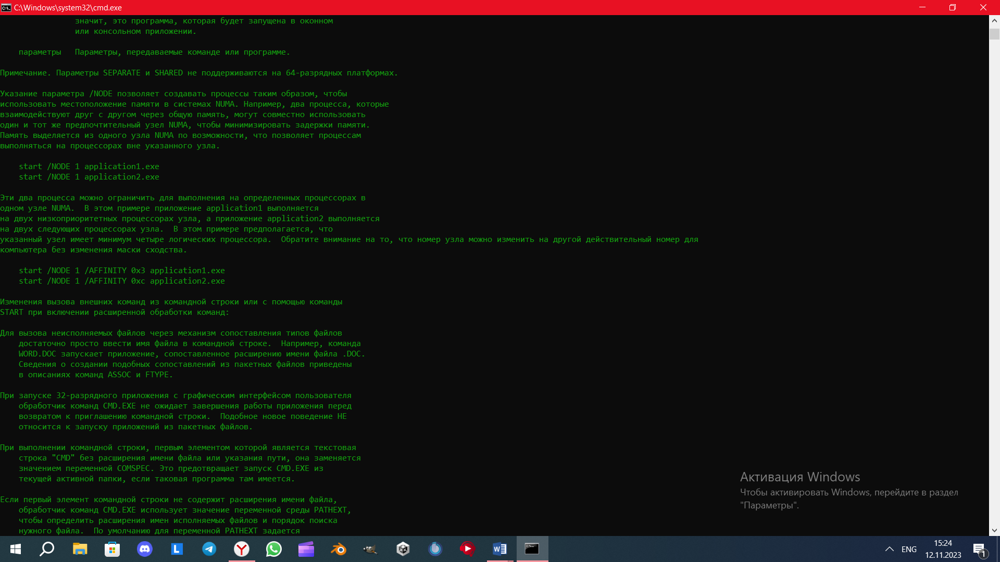 C:\Windows\system32\cmd.exe
значит, это программа, которая будет запущена в оконном
или консольном приложении.
параметры   Параметры, передаваемые команде или программе.
Примечание. Параметры SEPARATE и SHARED не поддерживаются на 64-разрядных платформах.
Указание параметра /NODE позволяет создавать процессы таким образом, чтобы
использовать местоположение памяти в системах NUMA. Например, два процесса, которые
взаимодействуют друг с другом через общую память, могут совместно использовать
один и тот же предпочтительный узел NUMA, чтобы минимизировать задержки памяти.
Память выделяется из одного узла NUMA по возможности, что позволяет процессам
выполняться на процессорах вне указанного узла.
start /NODE 1 application1.exe
start /NODE 1 application2.exe
Эти два процесса можно ограничить для выполнения на определенных процессорах в
одном узле NUMA.  В этом примере приложение application1 выполняется
на двух низкоприоритетных процессорах узла, а приложение application2 выполняется
на двух следующих процессорах узла.  В этом примере предполагается, что
указанный узел имеет минимум четыре логических процессора.  Обратите внимание на то, что номер узла можно изменить на другой действительный номер для
компьютера без изменения маски сходства.
start /NODE 1 /AFFINITY 0x3 application1.exe
start /NODE 1 /AFFINITY 0xc application2.exe
Изменения вызова внешних команд из командной строки или с помощью команды
START при включении расширенной обработки команд:
Для вызова неисполняемых файлов через механизм сопоставления типов файлов
достаточно просто ввести имя файла в командной строке.  Например, команда
WORD.DOC запускает приложение, сопоставленное расширению имени файла .DOC.
Сведения о создании подобных сопоставлений из пакетных файлов приведены
в описаниях команд ASSOC и FTYPE.
При запуске 32-разрядного приложения с графическим интерфейсом пользователя
обработчик команд CMD.EXE не ожидает завершения работы приложения перед
возвратом к приглашению командной строки.  Подобное новое поведение НЕ
относится к запуску приложений из пакетных файлов.
При выполнении командной строки, первым элементом которой является текстовая
строка "CMD" без расширения имени файла или указания пути, она заменяется
значением переменной COMSPEC. Это предотвращает запуск CMD.EXE из
текущей активной папки, если таковая программа там имеется.
Если первый элемент командной строки не содержит расширения имени файла,
обработчик команд CMD.EXE использует значение переменной среды PATHEXT,
чтобы определить расширения имен исполняемых файлов и порядок поиска
нужного файла.  По умолчанию для переменной PATHEXT задается
Активация Windows
Чтобы активировать Windows, перейдите в раздел
"Параметры".
ENG
15:24
12.11.2023
1